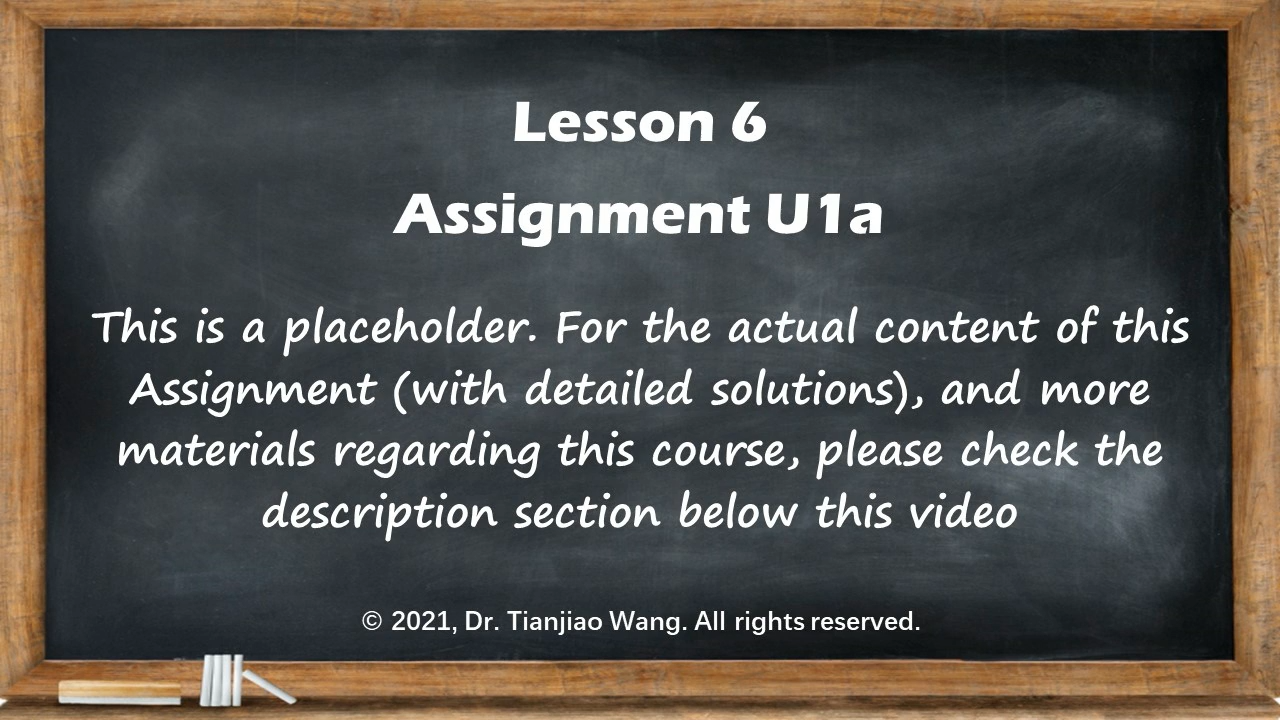 Lesson 6
Assignment U1a
This is a placeholder. For the actual content of this
Assignment (with detailed solutions), and more
materials regarding this course, please check the
description section below this video
© 2021, Dr. Tianjiao Wang. All rights reserved.